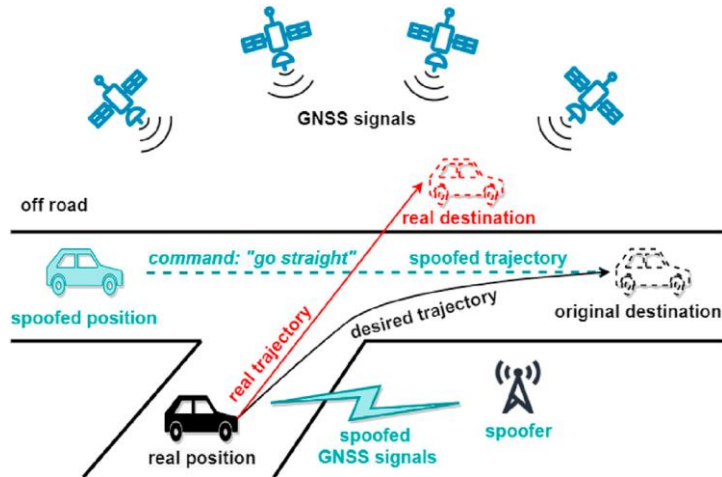 GNSS signals
off road
real destination
command: "go straight"
spoofed trajectory
spoofed position
original destination
desired trajectory
real trajectory
real position
spoofed
GNSS signals
spoofer